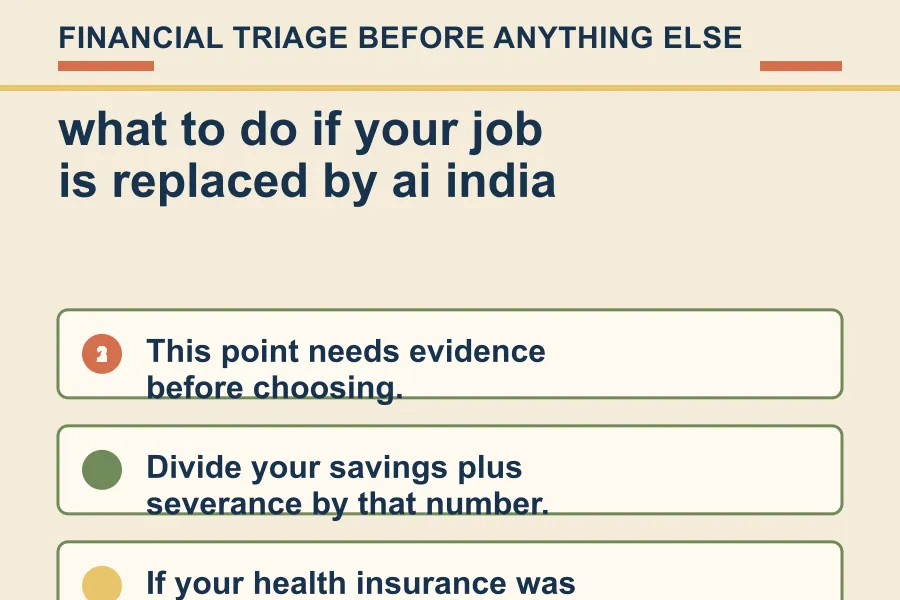 FINANCIAL TRIAGE BEFORE ANYTHING ELSE
what to do if your job
is replaced by ai india
This point needs evidence
before choosing.
Divide your savings plus
severance by that number.
If your health insurance was